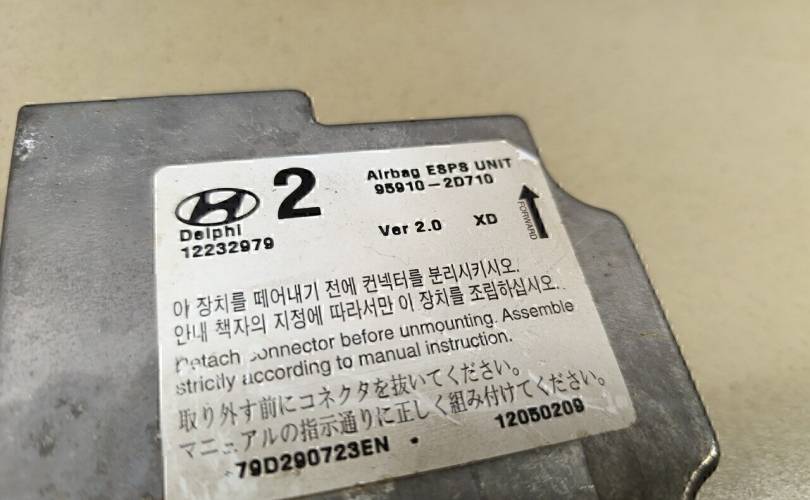 2
Airbag ESPS UNIT
95910-2D710
Delphi
12232979
Ver 2.0 XD
FORWARD
이 장치를 떼어내기 전에 컨넥터를 분리시키시오.
안내 책자의 지정에 따라서만 이 장치를 조립하십시오.
Detach connector before unmounting. Assemble
strictly according to manual instruction.
取り外す前にコネクタを抜いてください。
マニュアルの指示通りに正しく組み付けてください。
79D290723EN
12050209